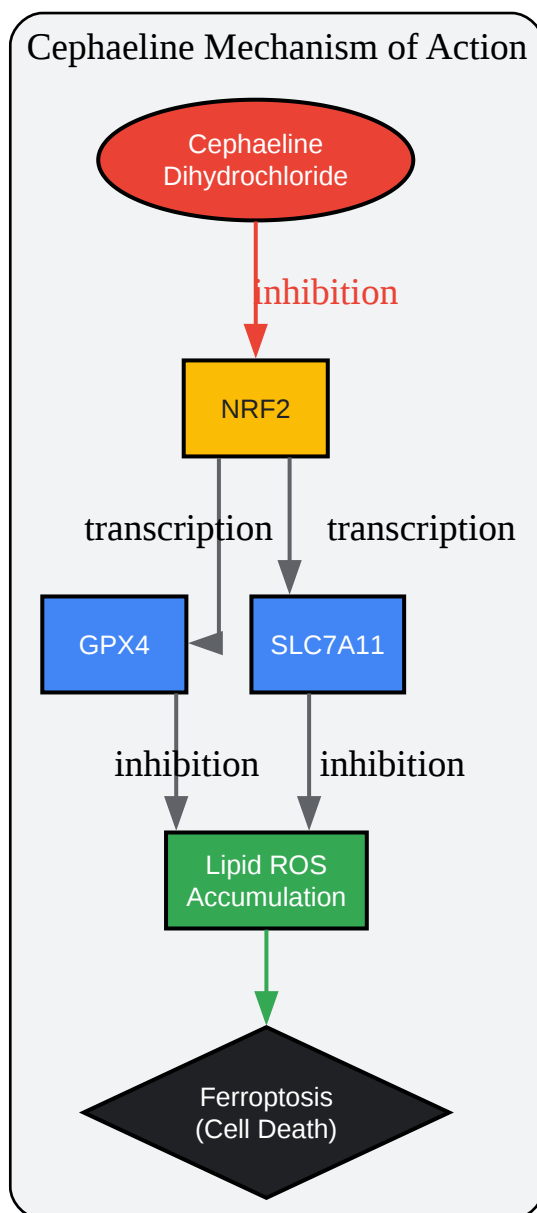 Cephaeline Mechanism of Action
Cephaeline
Dihydrochloride
inhibition
NRF2
transcription
transcription
GPX4
SLC7A11
inhibition
inhibition
Lipid ROS
Accumulation
Ferroptosis
(Cell Death)